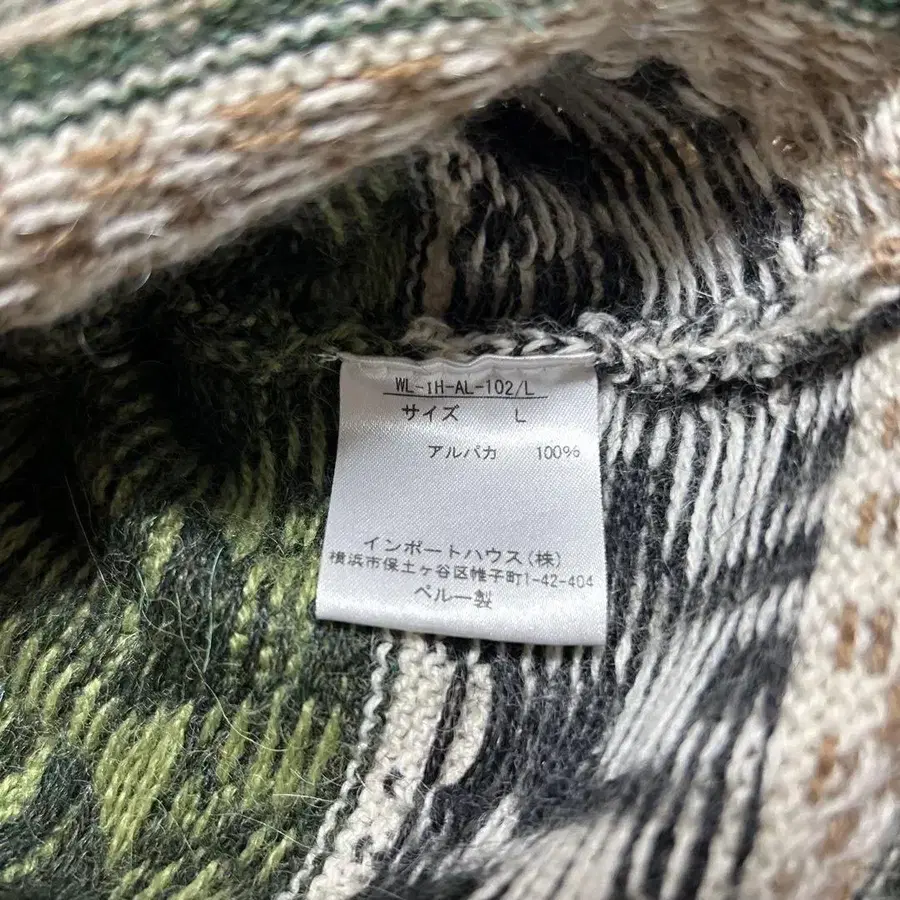 WL-IH-AL-102/L
サイズ L
アルパカ 100%
インポートハウス(株)
横浜市保土ヶ谷区帷子町1-42-404
ペルー製